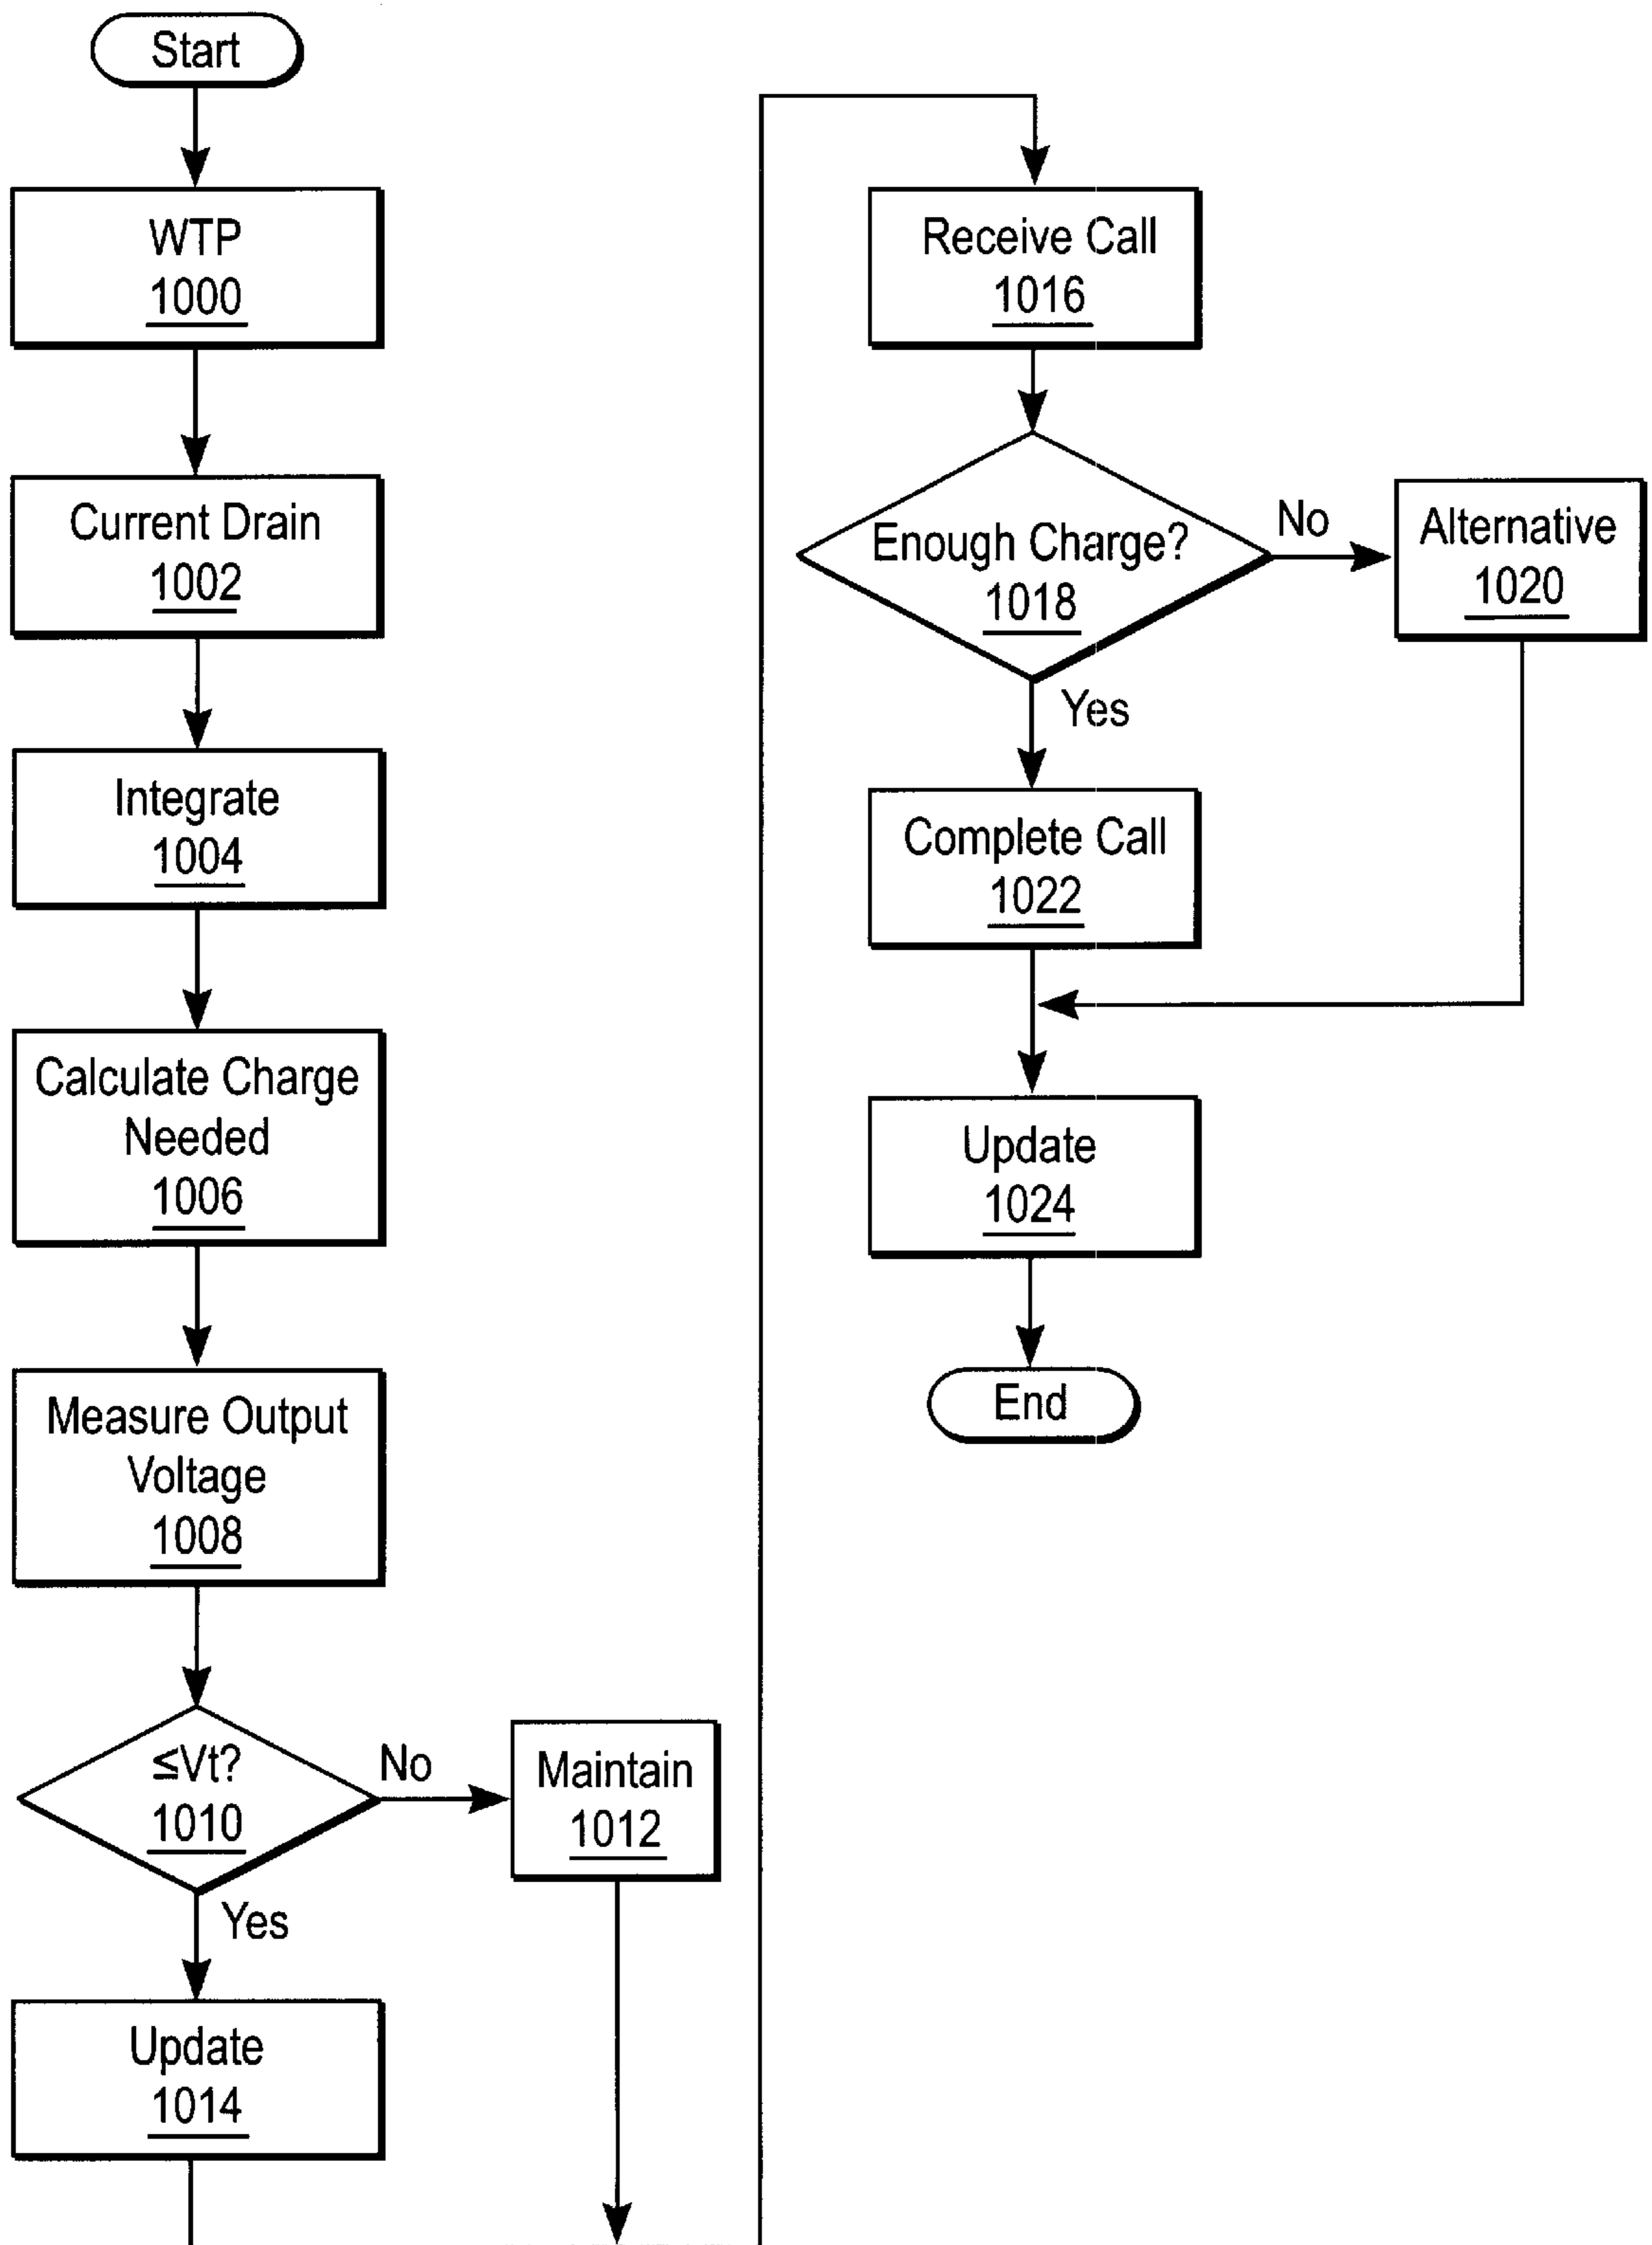 Start
WTP
1000
Current Drain
1002
Integrate
1004
Calculate Charge
Needed
1006
Measure Output
Voltage
1008
≤Vt?
1010
No
Maintain
1012
Yes
Update
1014
Receive Call
1016
Enough Charge?
1018
No
Alternative
1020
Yes
Complete Call
1022
Update
1024
End